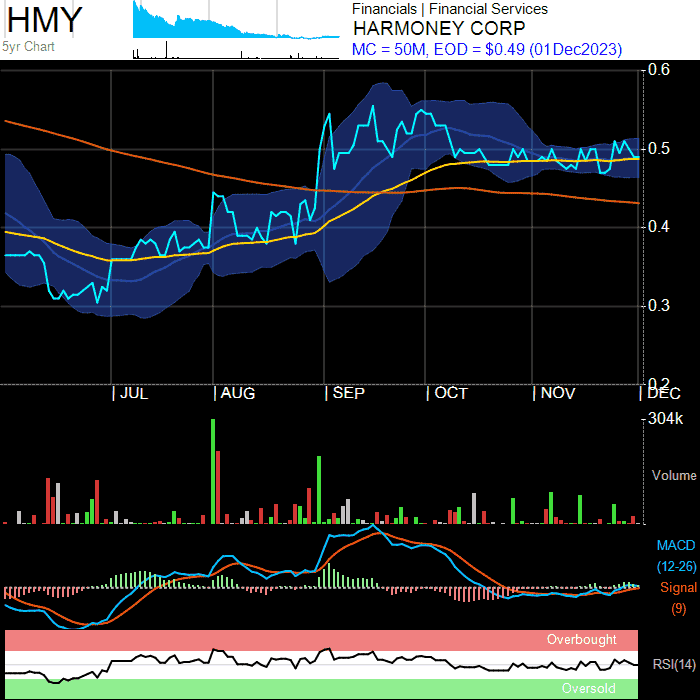 HMY
5yr Chart
Financials | Financial Services
HARMONEY CORP
MC = 50M, EOD = $0.49 (01Dec2023)
0.6
0.5
0.4
0.3
0.2
| JUL | AUG | SEP | OCT | NOV | DEC
304k
Volume
MACD
(12-26)
Signal
(9)
Overbought
RSI(14)
Oversold